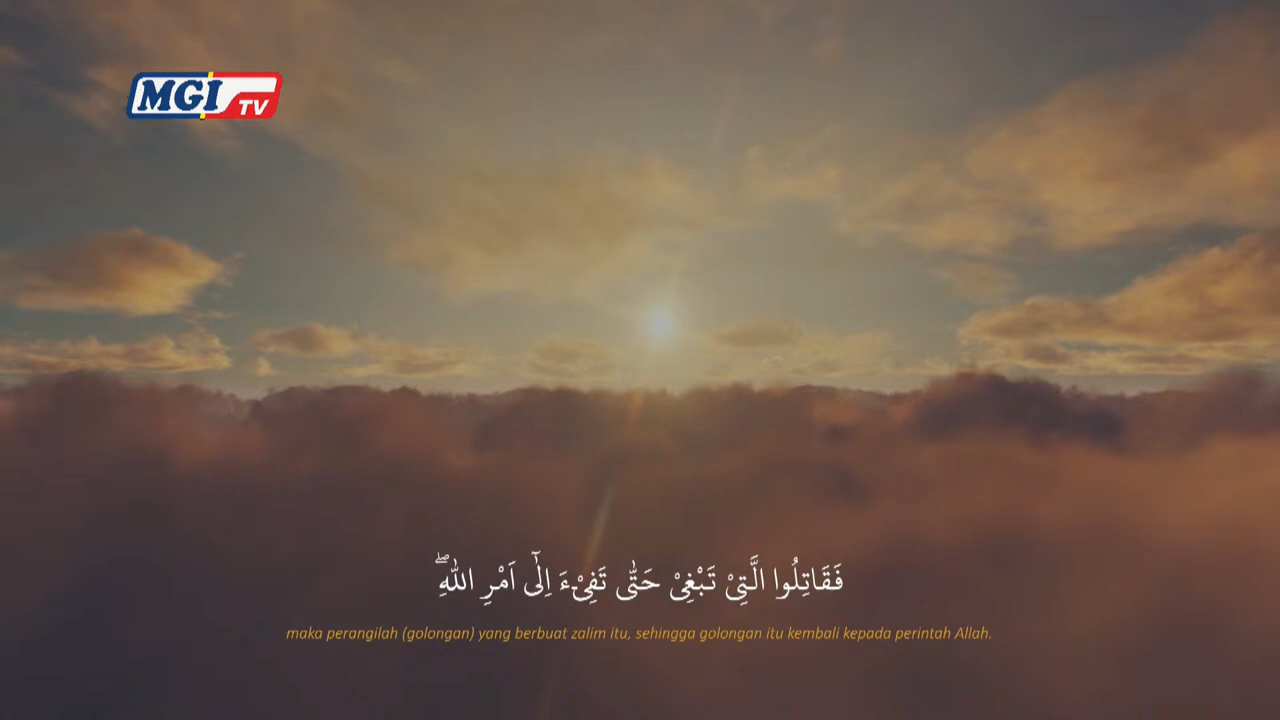 MGI TV
فَقَاتِلُوا الَّتِيْ تَبْغِيْ حَتّٰى تَفِيْۤءَ اِلٰٓى اَمْرِ اللّٰهِ ۖ
maka perangilah (golongan) yang berbuat zalim itu, sehingga golongan itu kembali kepada perintah Allah.